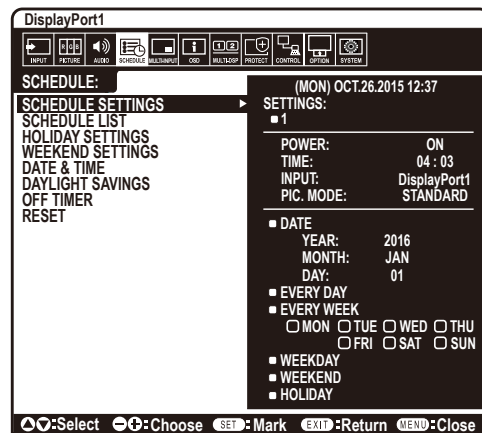 DisplayPort1
INPUT RGB PICTURE AUDIO SCHEDULE MULTI-INPUT OSD 12 MULTI-DSP PROTECT CONTROL OPTION SYSTEM
SCHEDULE:
SCHEDULE SETTINGS
SCHEDULE LIST
HOLIDAY SETTINGS
WEEKEND SETTINGS
DATE & TIME
DAYLIGHT SAVINGS
OFF TIMER
RESET
(MON) OCT.26.2015 12:37
SETTINGS:
1
POWER: ON
TIME: 04 : 03
INPUT: DisplayPort1
PIC. MODE: STANDARD
DATE
YEAR: 2016
MONTH: JAN
DAY: 01
EVERY DAY
EVERY WEEK
MON TUE WED THU
FRI SAT SUN
WEEKDAY
WEEKEND
HOLIDAY
:Select :Choose SET :Mark EXIT :Return MENU :Close